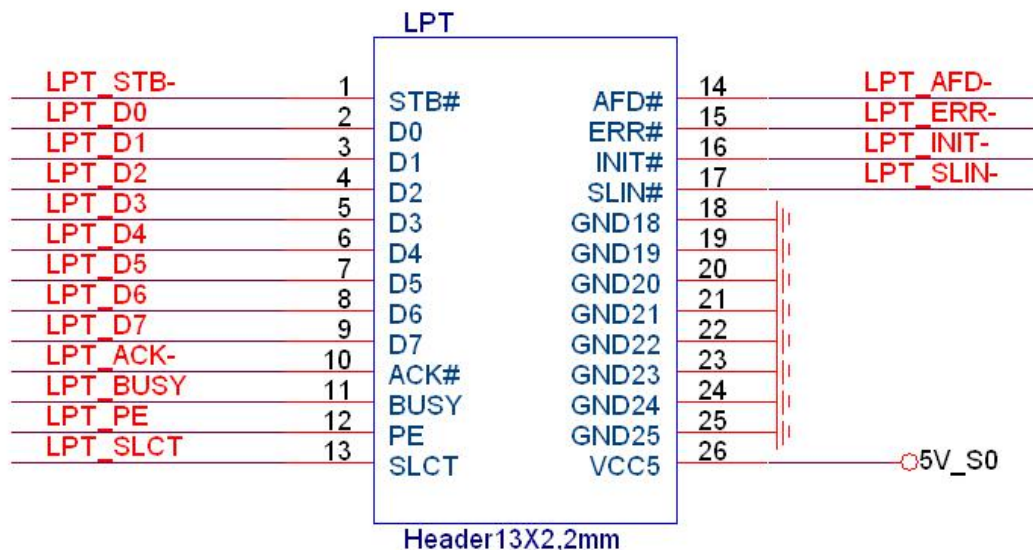 LPT
LPT_STB- 1 STB# AFD# 14 LPT_AFD-
LPT_D0 2 D0 ERR# 15 LPT_ERR-
LPT_D1 3 D1 INIT# 16 LPT_INIT-
LPT_D2 4 D2 SLIN# 17 LPT_SLIN-
LPT_D3 5 D3 GND18 18
LPT_D4 6 D4 GND19 19
LPT_D5 7 D5 GND20 20
LPT_D6 8 D6 GND21 21
LPT_D7 9 D7 GND22 22
LPT_ACK- 10 ACK# GND23 23
LPT_BUSY 11 BUSY GND24 24
LPT_PE 12 PE GND25 25
LPT_SLCT 13 SLCT VCC5 26 5V_S0
Header13X2,2mm